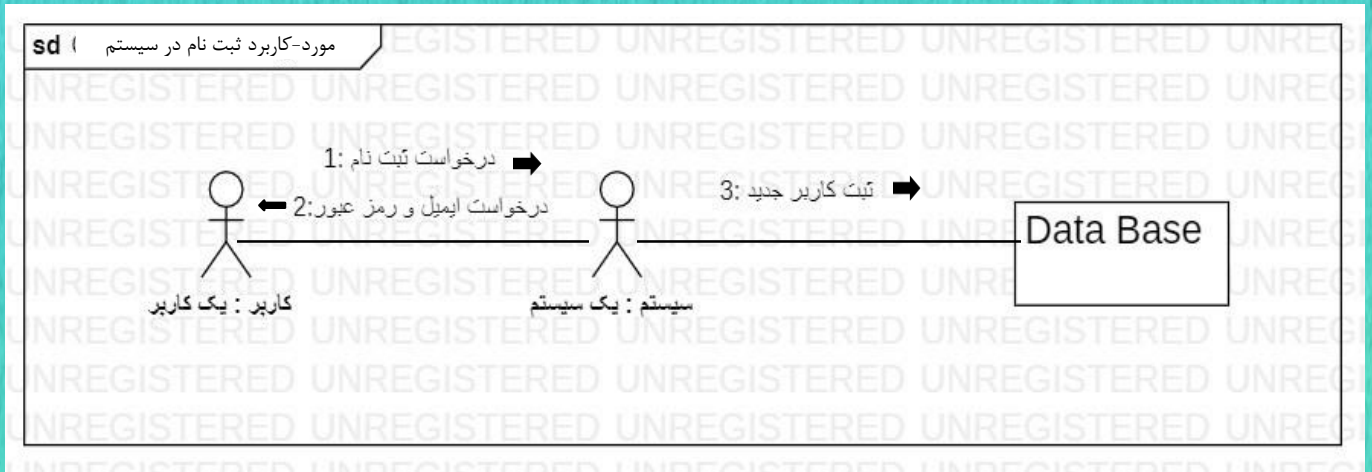 sd ( مورد-کاربرد ثبت نام در سیستم
1: درخواست ثبت نام
2:درخواست ایمیل و رمز عبور
3: ثبت کاربر جدید
Data Base
کاربر : یک کاربر
سیستم : یک سیستم
UNREGISTERED UNREGISTERED UNREGISTERED UNREGISTERED